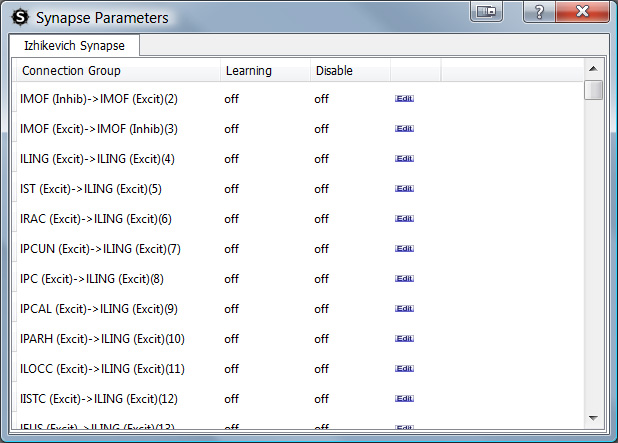 S Synapse Parameters ?
Izhikevich Synapse
Connection Group Learning Disable
IMOF (Inhib)->IMOF (Excit)(2) off off Edit
IMOF (Excit)->IMOF (Inhib)(3) off off Edit
ILING (Excit)->ILING (Excit)(4) off off Edit
IST (Excit)->ILING (Excit)(5) off off Edit
IRAC (Excit)->ILING (Excit)(6) off off Edit
IPCUN (Excit)->ILING (Excit)(7) off off Edit
IPC (Excit)->ILING (Excit)(8) off off Edit
IPCAL (Excit)->ILING (Excit)(9) off off Edit
IPARH (Excit)->ILING (Excit)(10) off off Edit
ILOCC (Excit)->ILING (Excit)(11) off off Edit
IISTC (Excit)->ILING (Excit)(12) off off Edit
IFUS (Excit)->ILING (Excit)(13) off off Edit